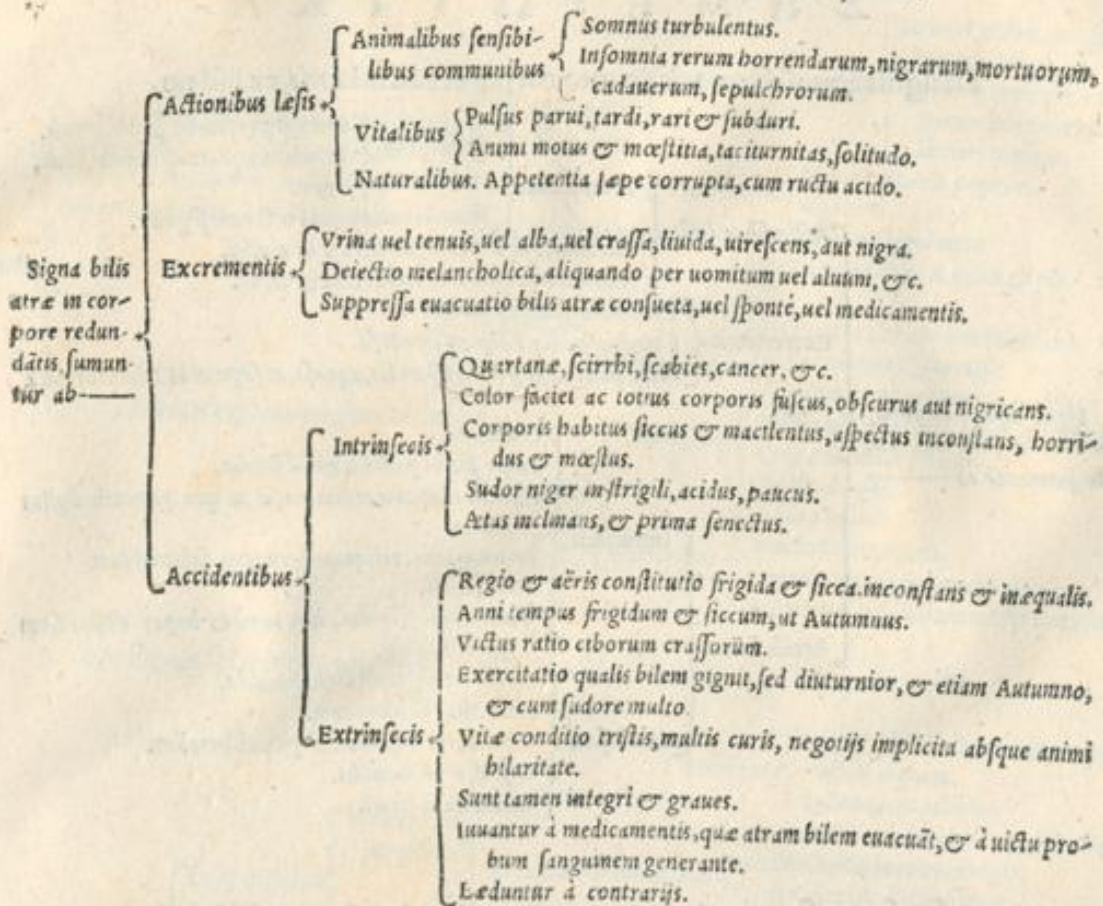 Animalibus ſenſibi-
libus communibus
Somnus turbulentus.
Inſomnia rerum horrendarum, nigrarum, mortuorum,
cadauerum, ſepulchrorum.
Actionibus læſis
Vitalibus
Pulſus parui, tardi, rari & ſubduri.
Animi motus & mœſtitia, taciturnitas, ſolitudo.
Naturalibus. Appetentia ſæpe corrupta, cum ructu acido.
Signa bilis
atræ in cor-
pore redun-
dātis, ſumun-
tur ab
Excrementis
Vrina uel tenuis, uel alba, uel craſſa, liuida, uireſcens, aut nigra.
Deiectio melancholica, aliquando per uomitum uel aluum, &c.
Suppreſſa euacuatio bilis atræ conſueta, uel ſponte, uel medicamentis.
Accidentibus
Intrinſecis
Quartanæ, ſcirrhi, ſcabies, cancer, &c.
Color faciei ac totius corporis fuſcus, obſcurus aut nigricans.
Corporis habitus ſiccus & macilentus, aſpectus inconſtans, horri-
dus & mœſtus.
Sudor niger in ſtrigili, acidus, paucus.
Ætas inclinans, & prima ſenectus.
Extrinſecis
Regio & aëris conſtitutio frigida & ſicca. inconſtans & inæqualis.
Anni tempus frigidum & ſiccum, ut Autumnus.
Victus ratio ciborum craſſorum.
Exercitatio qualis bilem gignit, ſed diuturnior, & etiam Autumno,
& cum ſudore multo.
Vitæ conditio triſtis, multis curis, negotijs implicita abſque animi
hilaritate.
Sunt tamen integri & graues.
Iuuantur à medicamentis, quæ atram bilem euacuāt, & à uictu pro-
bum ſanguinem generante.
Læduntur à contrarijs.